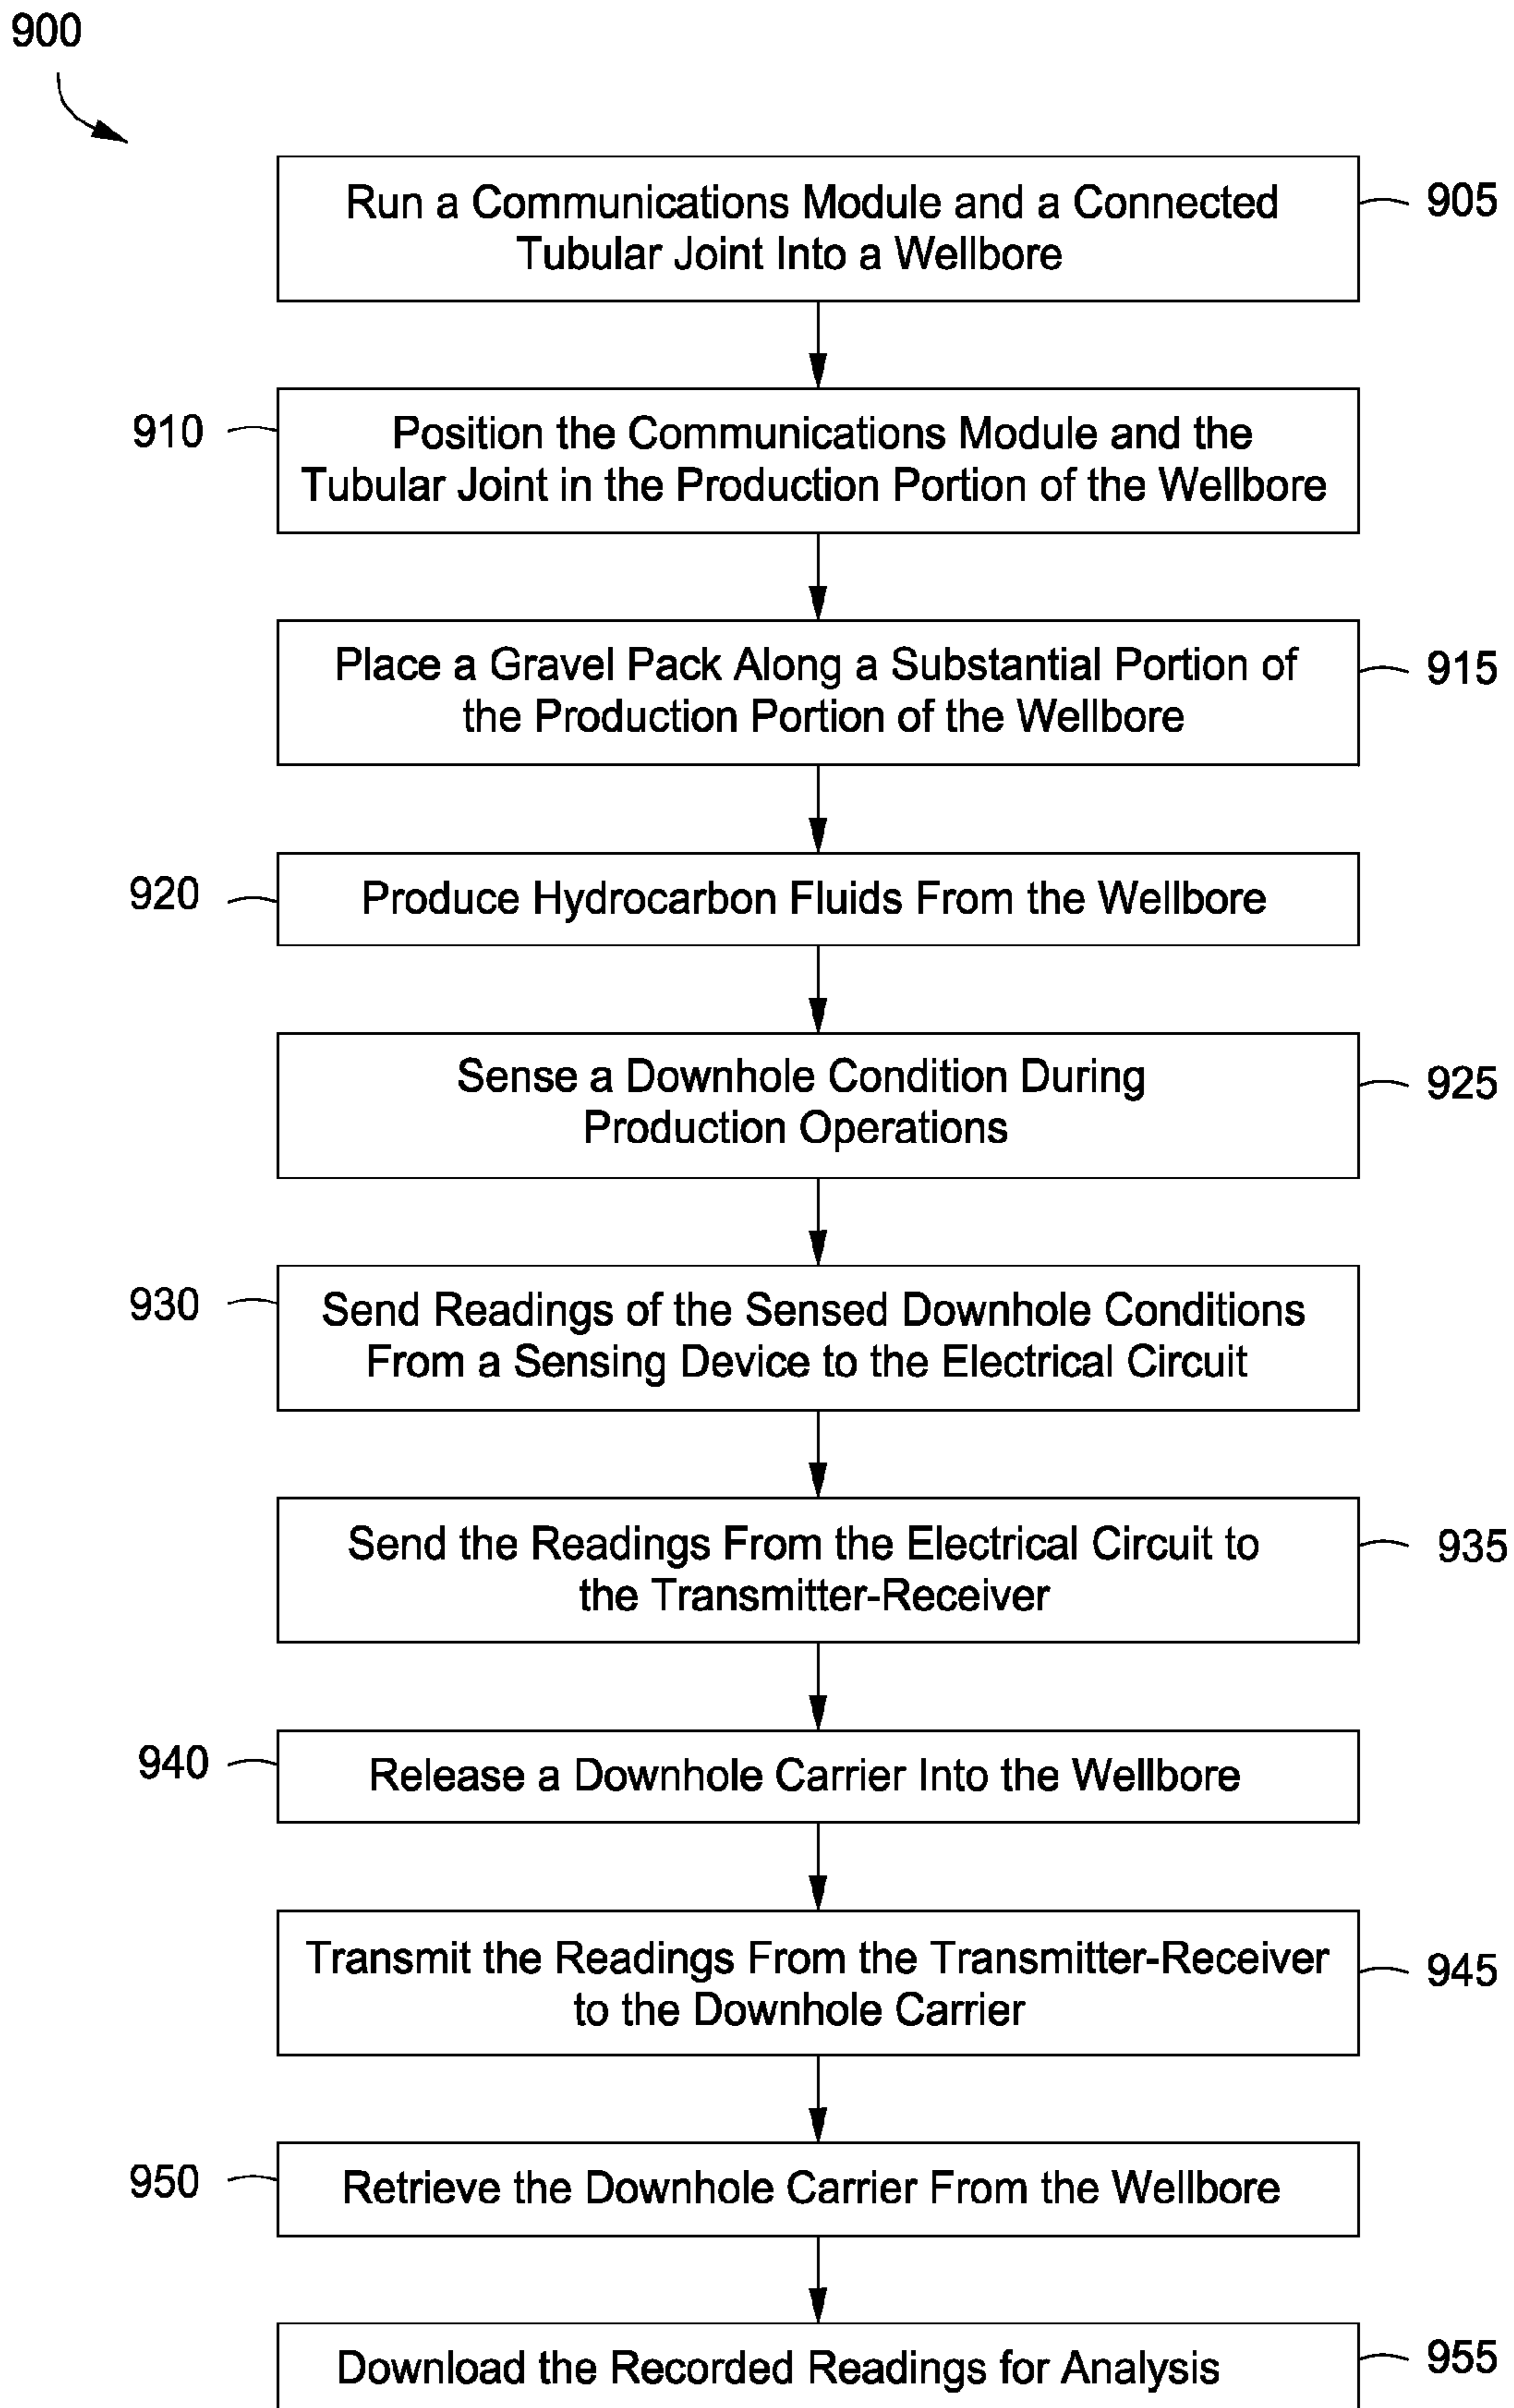 900
Run a Communications Module and a Connected
Tubular Joint Into a Wellbore
905
910
Position the Communications Module and the
Tubular Joint in the Production Portion of the Wellbore
Place a Gravel Pack Along a Substantial Portion of
the Production Portion of the Wellbore
915
920
Produce Hydrocarbon Fluids From the Wellbore
Sense a Downhole Condition During
Production Operations
925
930
Send Readings of the Sensed Downhole Conditions
From a Sensing Device to the Electrical Circuit
Send the Readings From the Electrical Circuit to
the Transmitter-Receiver
935
940
Release a Downhole Carrier Into the Wellbore
Transmit the Readings From the Transmitter-Receiver
to the Downhole Carrier
945
950
Retrieve the Downhole Carrier From the Wellbore
Download the Recorded Readings for Analysis
955